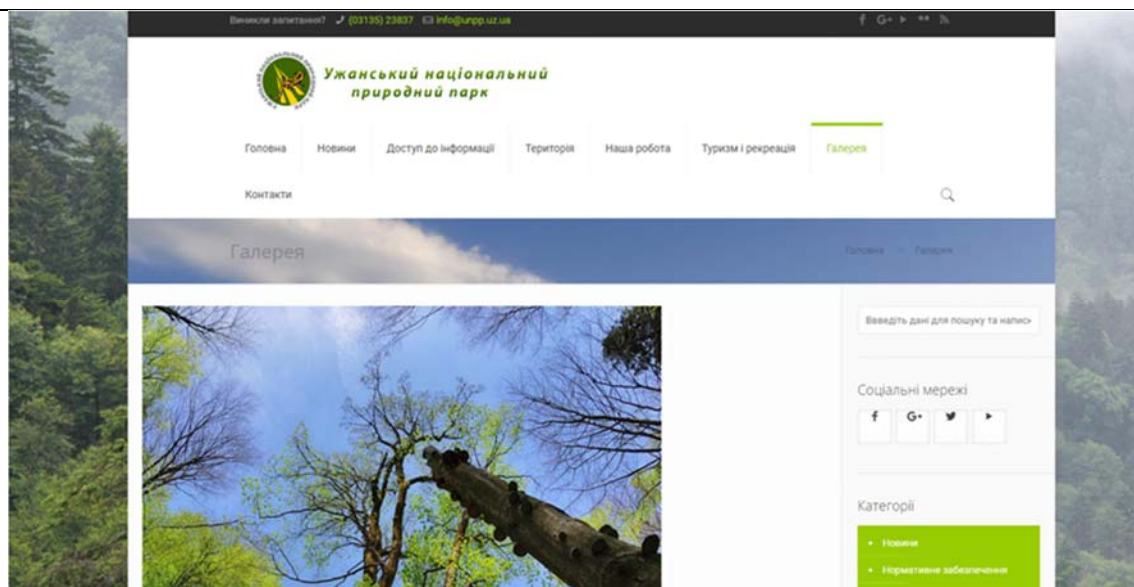 Виникли запитання? (03135) 23837 info@unpp.uz.ua
Ужанський національний
природний парк
Головна Новини Доступ до інформації Територія Наша робота Туризм і рекреація Галерея
Контакти
Галерея
Головна Галерея
Введіть дані для пошуку та натис
Соціальні мережі
f G+
Категорії
Новини
Нормативне забезпечення